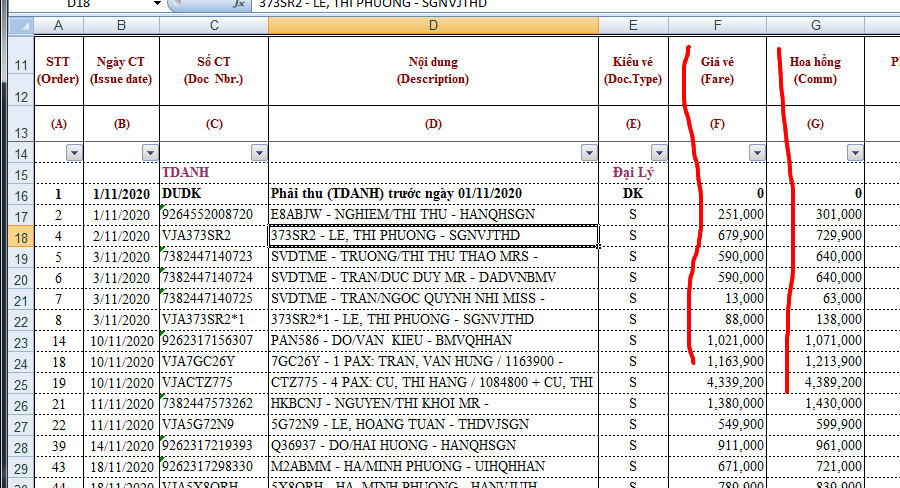 D18 fx 373SR2 - LE, THI PHUONG - SGNVJTHD
A B C D E F G
11 STT Ngày CT Số CT Nội dung Kiểu vé Giá vé Hoa hồng
(Order) (Issue date) (Doc Nbr.) (Description) (Doc.Type) (Fare) (Comm)
12
13 (A) (B) (C) (D) (E) (F) (G)
14
15 TDANH Đại Lý
16 1 1/11/2020 DUDK Phải thu (TDANH) trước ngày 01/11/2020 DK 0 0
17 2 1/11/2020 9264552008720 E8ABJW - NGHIEM/THI THU - HANQHSGN S 251,000 301,000
18 4 2/11/2020 VJA373SR2 373SR2 - LE, THI PHUONG - SGNVJTHD S 679,900 729,900
19 5 3/11/2020 7382447140723 SVDTME - TRUONG/THI THU THAO MRS - S 590,000 640,000
20 6 3/11/2020 7382447140724 SVDTME - TRAN/DUC DUY MR - DADVNBMV S 590,000 640,000
21 7 3/11/2020 7382447140725 SVDTME - TRAN/NGOC QUYNH NHI MISS - S 13,000 63,000
22 8 3/11/2020 VJA373SR2*1 373SR2*1 - LE, THI PHUONG - SGNVJTHD S 88,000 138,000
23 14 10/11/2020 9262317156307 PAN586 - DO/VAN KIEU - BMVQHHAN S 1,021,000 1,071,000
24 18 10/11/2020 VJA7GC26Y 7GC26Y - 1 PAX: TRAN, VAN HUNG / 1163900 - S 1,163,900 1,213,900
25 19 10/11/2020 VJACTZ775 CTZ775 - 4 PAX: CU, THI HANG / 1084800 + CU, THI S 4,339,200 4,389,200
26 21 11/11/2020 7382447573262 HKBCNJ - NGUYEN/THI KHOI MR - S 1,380,000 1,430,000
27 22 11/11/2020 VJA5G72N9 5G72N9 - LE, HOANG TUAN - THDVJSGN S 549,900 599,900
28 39 14/11/2020 9262317219393 Q36937 - DO/HAI HUONG - HANQHSGN S 911,000 961,000
29 43 18/11/2020 9262317298330 M2ABMM - HA/MINH PHUONG - UIHQHHAN S 671,000 721,000